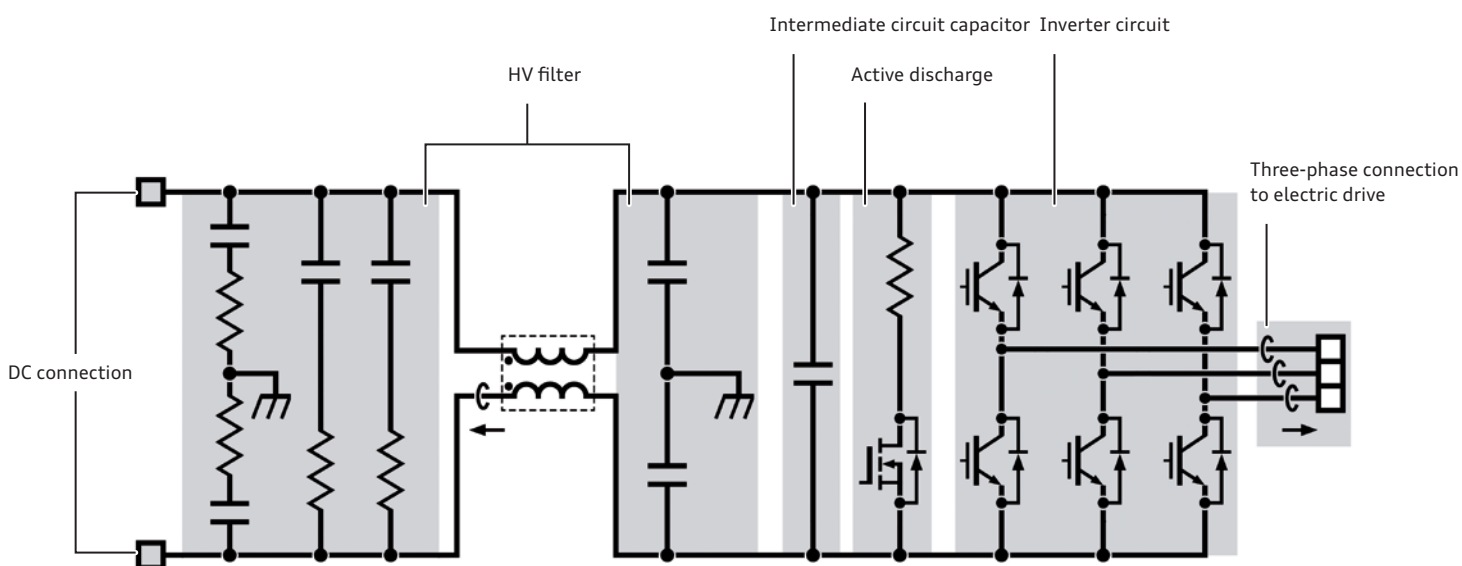 Intermediate circuit capacitor
Inverter circuit
HV filter
Active discharge
Three-phase connection
to electric drive
DC connection